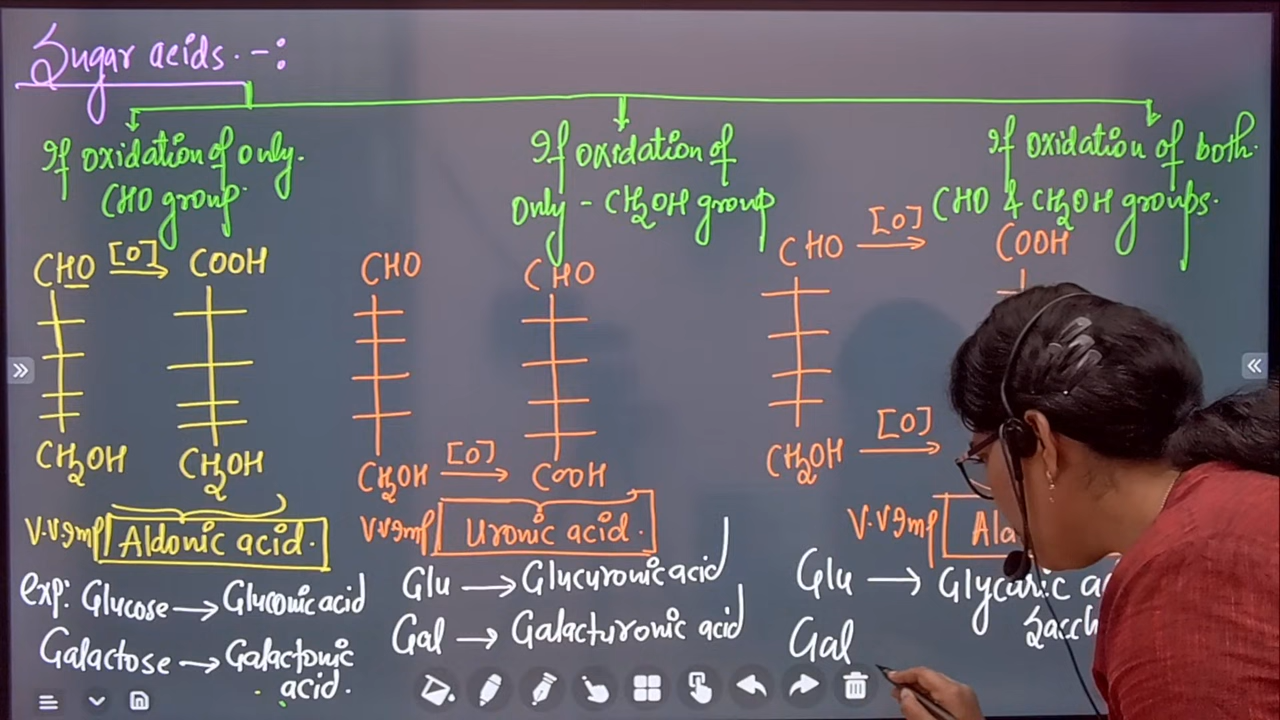 Sugar acids.-:
If oxidation of only.
CHO group.
If oxidation of
only - CH2OH group
If oxidation of both.
CHO & CH2OH groups.
CHO [O] → COOH
CH2OH CH2OH
V.V.Imp Aldonic acid.
exp: Glucose → Gluconic acid
Galactose → Galactonic
acid.
CHO CHO
CH2OH [O] → COOH
V.V.Imp Uronic acid.
Glu → Glucuronic acid
Gal → Galacturonic acid
CHO [O] → COOH
CH2OH [O] →
V.V.Imp
Glu → Glycaric
Gal